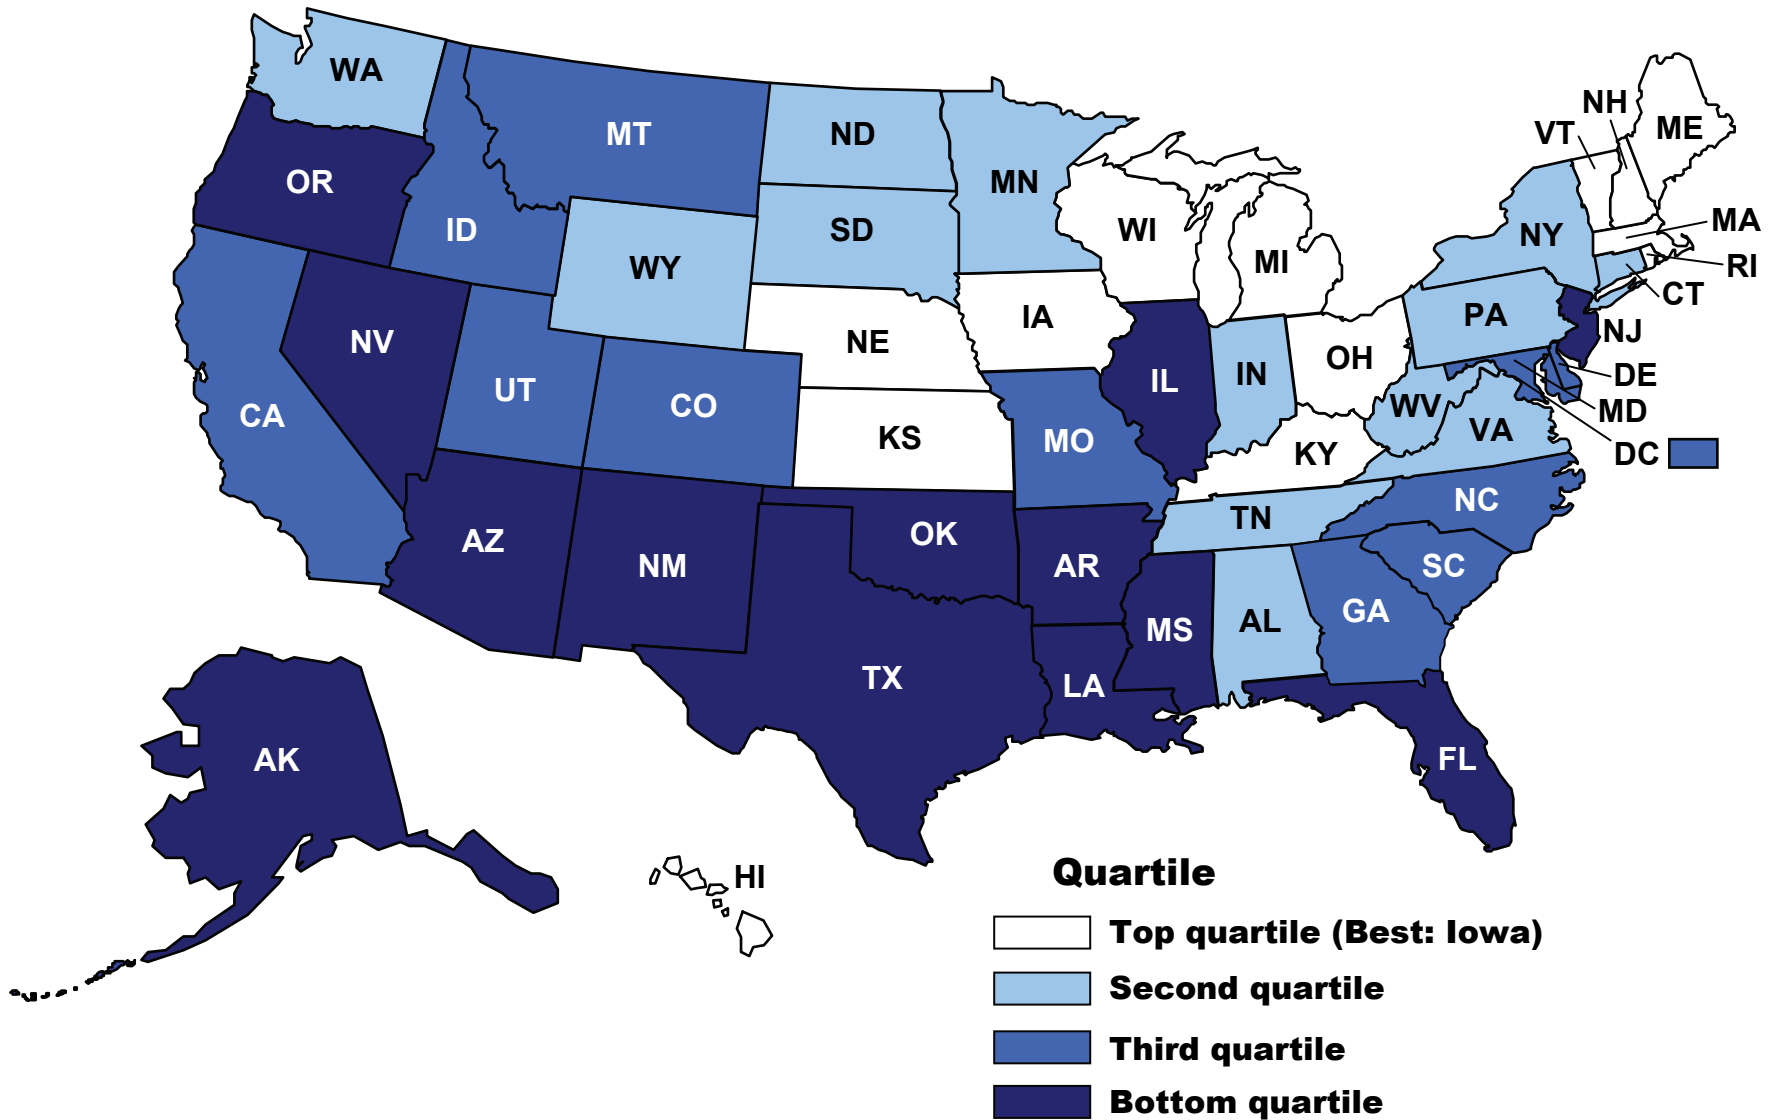 WA
NH
ME
VT
MT
ND
MN
OR
MA
ID
SD
WI
NY
WY
MI
RI
CT
IA
PA
NV
NE
OH
NJ
IN
DE
UT
IL
CO
WV
MD
CA
KS
MO
VA
KY
DC
NC
TN
OK
AZ
NM
AR
SC
GA
MS
AL
TX
LA
AK
FL
HI
Quartile
Top quartile (Best: Iowa)
Second quartile
Third quartile
Bottom quartile